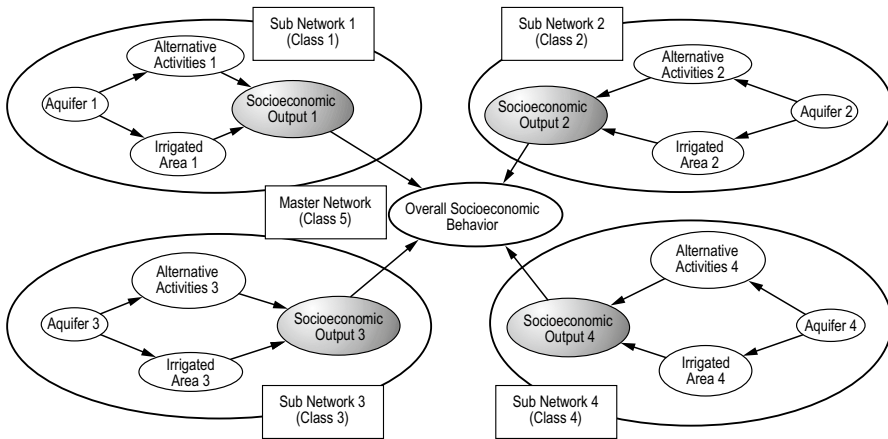 Sub Network 1
(Class 1)
Alternative
Activities 1
Aquifer 1
Socioeconomic
Output 1
Irrigated
Area 1
Sub Network 2
(Class 2)
Alternative
Activities 2
Socioeconomic
Output 2
Aquifer 2
Irrigated
Area 2
Master Network
(Class 5)
Overall Socioeconomic
Behavior
Alternative
Activities 3
Aquifer 3
Socioeconomic
Output 3
Irrigated
Area 3
Sub Network 3
(Class 3)
Alternative
Activities 4
Socioeconomic
Output 4
Aquifer 4
Irrigated
Area 4
Sub Network 4
(Class 4)